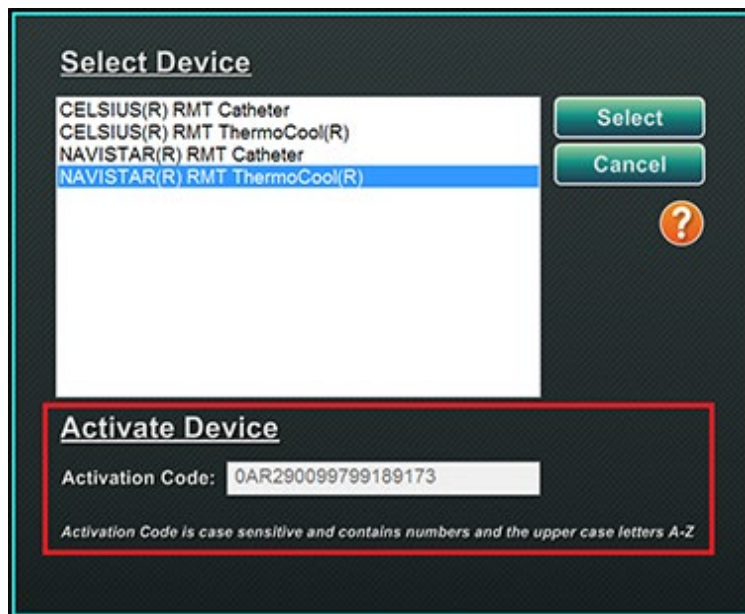 Select Device
CELSIUS(R) RMT Catheter
CELSIUS(R) RMT ThermoCool(R)
NAVISTAR(R) RMT Catheter
NAVISTAR(R) RMT ThermoCool(R)
Select
Cancel
?
Activate Device
Activation Code: 0AR290099799189173
Activation Code is case sensitive and contains numbers and the upper case letters A-Z